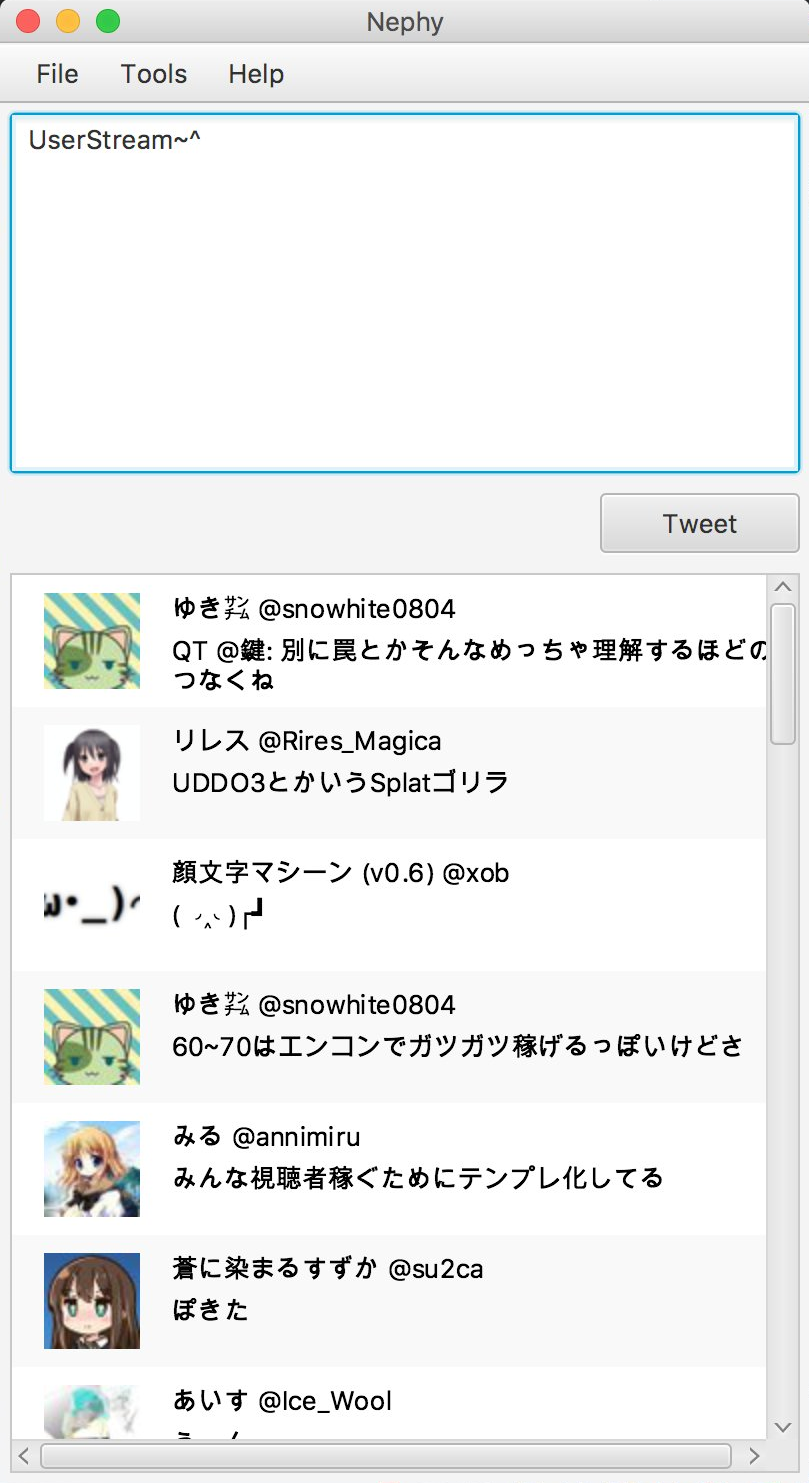 Nephy
File Tools Help
UserStream~^
Tweet
ゆき㌠ @snowhite0804
QT @鍵: 別に罠とかそんなめっちゃ理解するほどの
つなくね
リレス @Rires_Magica
UDDO3とかいうSplatゴリラ
顔文字マシーン (v0.6) @xob
( ◞‸◟ )┌┛
ゆき㌠ @snowhite0804
60~70はエンコンでガツガツ稼げるっぽいけどさ
みる @annimiru
みんな視聴者稼ぐためにテンプレ化してる
蒼に染まるすずか @su2ca
ぽきた
あいす @Ice_Wool